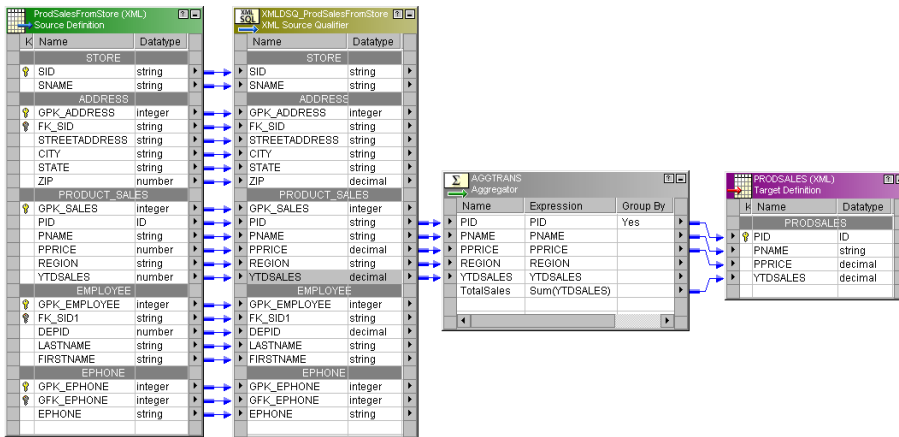 ProdSalesFromStore (XML)
Source Definition
K Name Datatype
STORE
SID string
SNAME string
ADDRESS
GPK_ADDRESS integer
FK_SID string
STREETADDRESS string
CITY string
STATE string
ZIP number
PRODUCT_SALES
GPK_SALES integer
PID ID
PNAME string
PPRICE number
REGION string
YTDSALES number
EMPLOYEE
GPK_EMPLOYEE integer
FK_SID1 string
DEPID number
LASTNAME string
FIRSTNAME string
EPHONE
GPK_EPHONE integer
GFK_EPHONE integer
EPHONE string
XML
SQL
XMLDSQ_ProdSalesFromStore
XML Source Qualifier
Name Datatype
STORE
SID string
SNAME string
ADDRESS
GPK_ADDRESS integer
FK_SID string
STREETADDRESS string
CITY string
STATE string
ZIP decimal
PRODUCT_SALES
GPK_SALES integer
PID string
PNAME string
PPRICE decimal
REGION string
YTDSALES decimal
EMPLOYEE
GPK_EMPLOYEE integer
FK_SID1 string
DEPID decimal
LASTNAME string
FIRSTNAME string
EPHONE
GPK_EPHONE integer
GFK_EPHONE integer
EPHONE string
Σ AGGTRANS
Aggregator
Name Expression Group By
PID PID Yes
PNAME PNAME
PPRICE PPRICE
REGION REGION
YTDSALES YTDSALES
TotalSales Sum(YTDSALES)
PRODSALES (XML)
Target Definition
K Name Datatype
PRODSALES
PID ID
PNAME string
PPRICE decimal
YTDSALES decimal